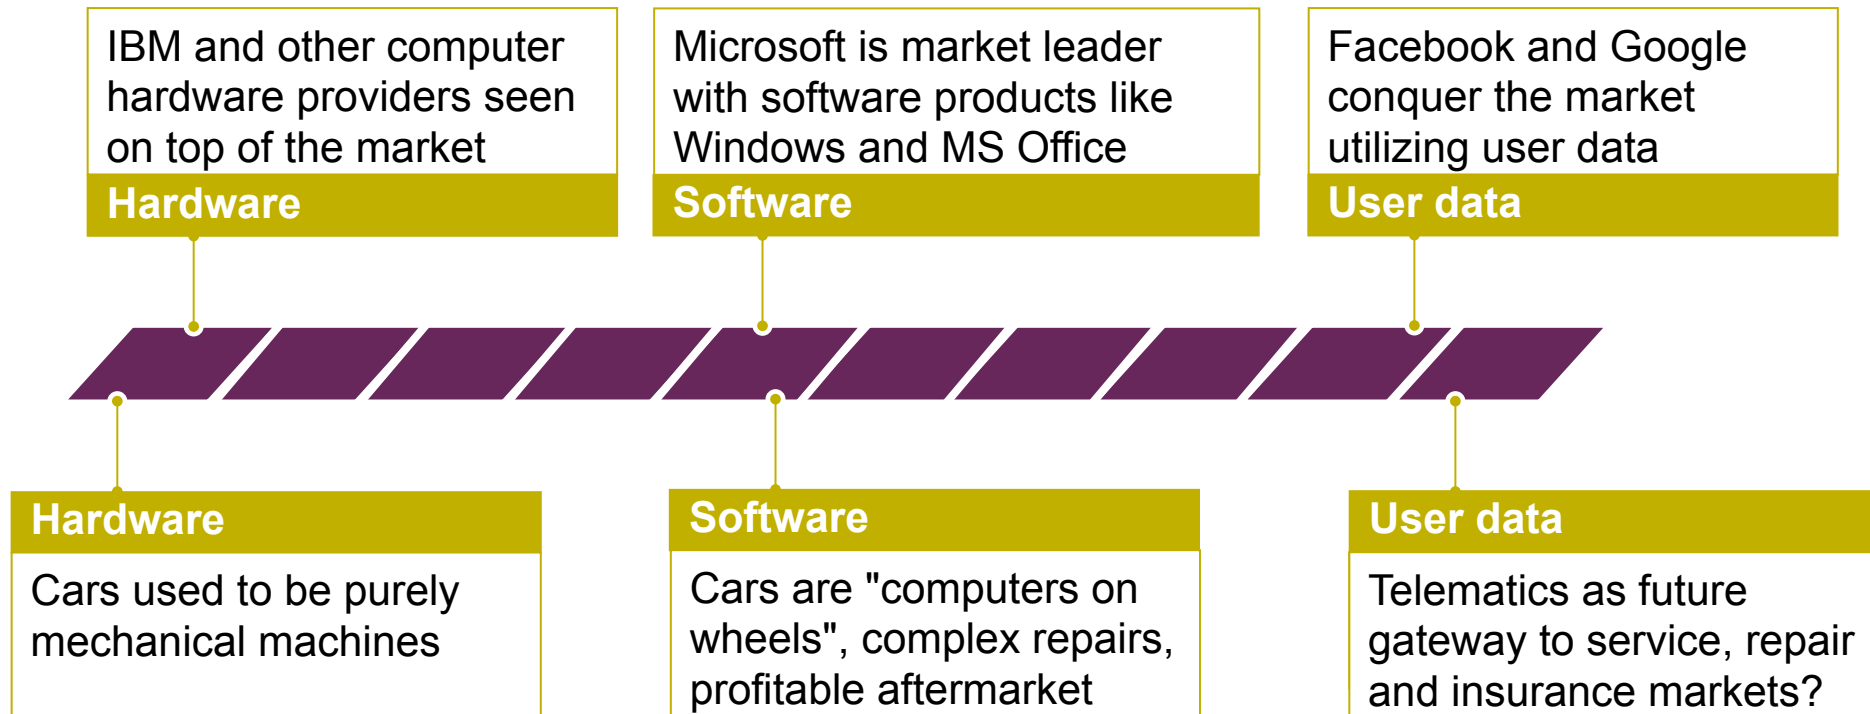 IBM and other computer
hardware providers seen
on top of the market
Hardware
Microsoft is market leader
with software products like
Windows and MS Office
Software
Facebook and Google
conquer the market
utilizing user data
User data
Hardware
Cars used to be purely
mechanical machines
Software
Cars are "computers on
wheels", complex repairs,
profitable aftermarket
User data
Telematics as future
gateway to service, repair
and insurance markets?